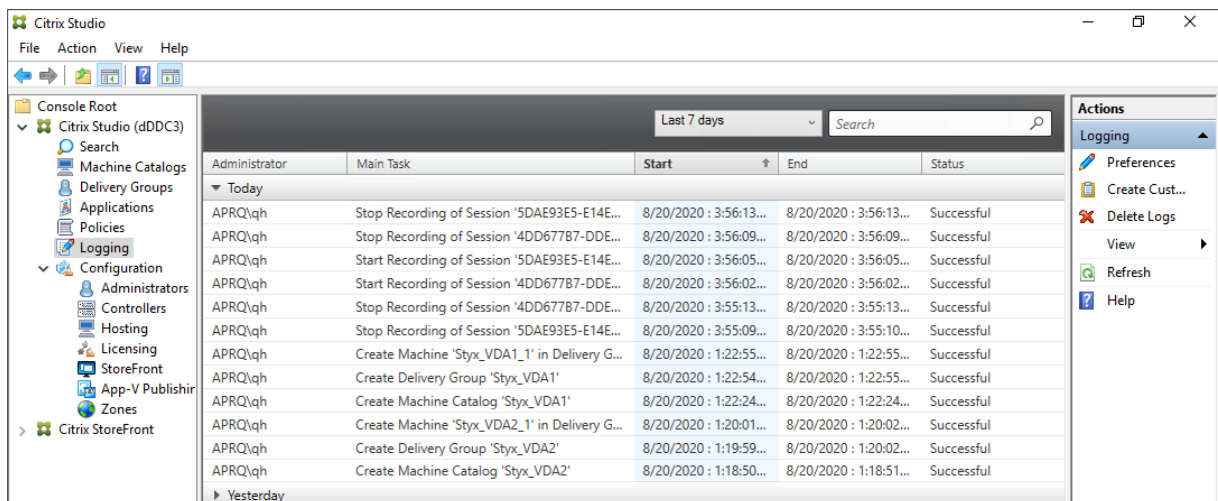 Citrix Studio
File Action View Help
Console Root
Citrix Studio (dDDC3)
Search
Machine Catalogs
Delivery Groups
Applications
Policies
Logging
Configuration
Administrators
Controllers
Hosting
Licensing
StoreFront
App-V Publishin
Zones
Citrix StoreFront
Last 7 days Search
Administrator Main Task Start End Status
Today
APRQ\qh Stop Recording of Session '5DAE93E5-E14E... 8/20/2020 : 3:56:13... 8/20/2020 : 3:56:13... Successful
APRQ\qh Stop Recording of Session '4DD677B7-DDE... 8/20/2020 : 3:56:09... 8/20/2020 : 3:56:09... Successful
APRQ\qh Start Recording of Session '5DAE93E5-E14E... 8/20/2020 : 3:56:05... 8/20/2020 : 3:56:05... Successful
APRQ\qh Start Recording of Session '4DD677B7-DDE... 8/20/2020 : 3:56:02... 8/20/2020 : 3:56:02... Successful
APRQ\qh Stop Recording of Session '4DD677B7-DDE... 8/20/2020 : 3:55:13... 8/20/2020 : 3:55:13... Successful
APRQ\qh Stop Recording of Session '5DAE93E5-E14E... 8/20/2020 : 3:55:09... 8/20/2020 : 3:55:10... Successful
APRQ\qh Create Machine 'Styx_VDA1_1' in Delivery G... 8/20/2020 : 1:22:55... 8/20/2020 : 1:22:55... Successful
APRQ\qh Create Delivery Group 'Styx_VDA1' 8/20/2020 : 1:22:54... 8/20/2020 : 1:22:55... Successful
APRQ\qh Create Machine Catalog 'Styx_VDA1' 8/20/2020 : 1:22:24... 8/20/2020 : 1:22:24... Successful
APRQ\qh Create Machine 'Styx_VDA2_1' in Delivery G... 8/20/2020 : 1:20:01... 8/20/2020 : 1:20:02... Successful
APRQ\qh Create Delivery Group 'Styx_VDA2' 8/20/2020 : 1:19:59... 8/20/2020 : 1:20:02... Successful
APRQ\qh Create Machine Catalog 'Styx_VDA2' 8/20/2020 : 1:18:50... 8/20/2020 : 1:18:51... Successful
Yesterday
Actions
Logging
Preferences
Create Cust...
Delete Logs
View
Refresh
Help